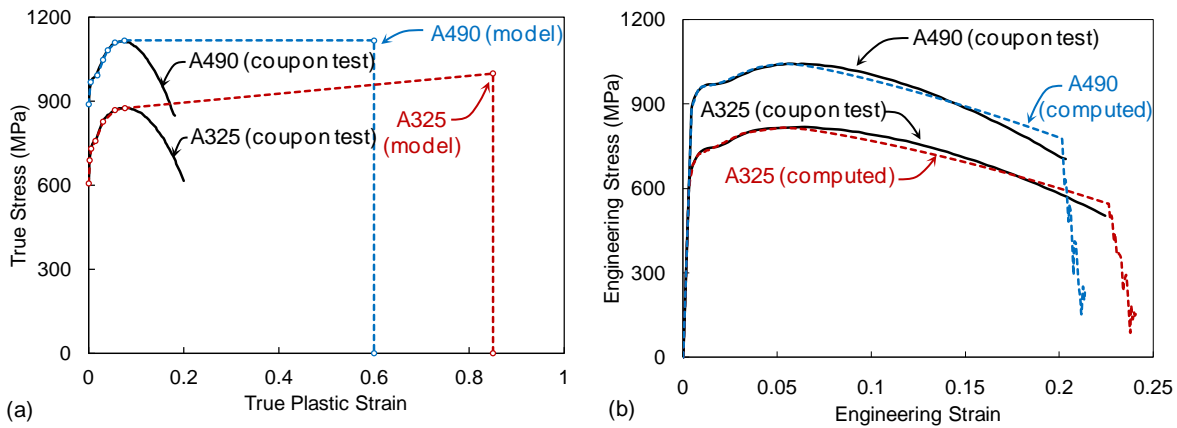 1200
900
600
300
0
True Stress (MPa)
A490 (model)
A490 (coupon test)
A325 (coupon test)
A325
(model)
0
0.2
0.4
0.6
0.8
1
True Plastic Strain
(a)
1200
900
600
300
0
Engineering Stress (MPa)
A490 (coupon test)
A490
(computed)
A325 (coupon test)
A325 (computed)
0
0.05
0.1
0.15
0.2
0.25
Engineering Strain
(b)